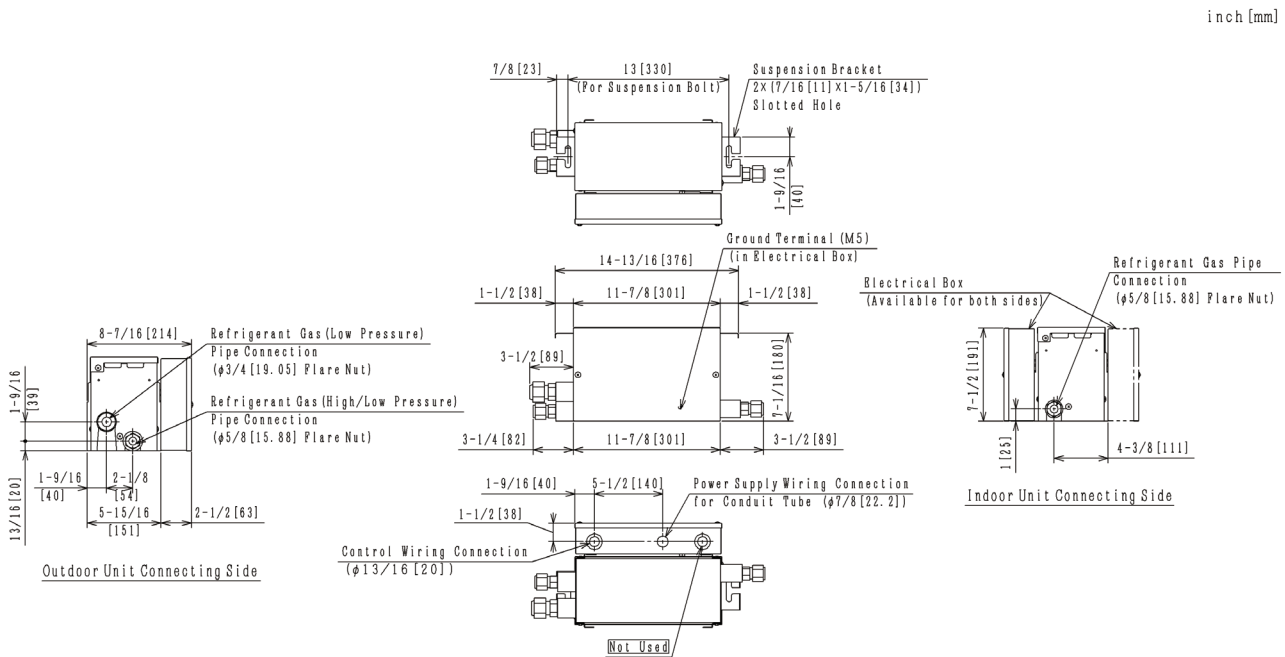 inch [mm]
7/8 [23]
13 [330]
(For Suspension Bolt)
Suspension Bracket
2×(7/16 [11]×1-5/16 [34])
Slotted Hole
1-9/16
[40]
Ground Terminal (M5)
(in Electrical Box)
14-13/16 [376]
1-1/2 [38]
11-7/8 [301]
1-1/2 [38]
3-1/2 [89]
7-1/16 [180]
3-1/4 [82]
11-7/8 [301]
3-1/2 [89]
8-7/16 [214]
Refrigerant Gas (Low Pressure)
Pipe Connection
(φ3/4 [19.05] Flare Nut)
Refrigerant Gas (High/Low Pressure)
Pipe Connection
(φ5/8 [15.88] Flare Nut)
1-9/16
[39]
13/16 [20]
1-9/16
[40]
2-1/8
[54]
5-15/16
[151]
2-1/2 [63]
Outdoor Unit Connecting Side
Electrical Box
(Available for both sides)
Refrigerant Gas Pipe
Connection
(φ5/8 [15.88] Flare Nut)
7-1/2 [191]
1 [25]
4-3/8 [111]
Indoor Unit Connecting Side
1-9/16 [40]
5-1/2 [140]
Power Supply Wiring Connection
for Conduit Tube (φ7/8 [22.2])
1-1/2 [38]
Control Wiring Connection
(φ13/16 [20])
Not Used